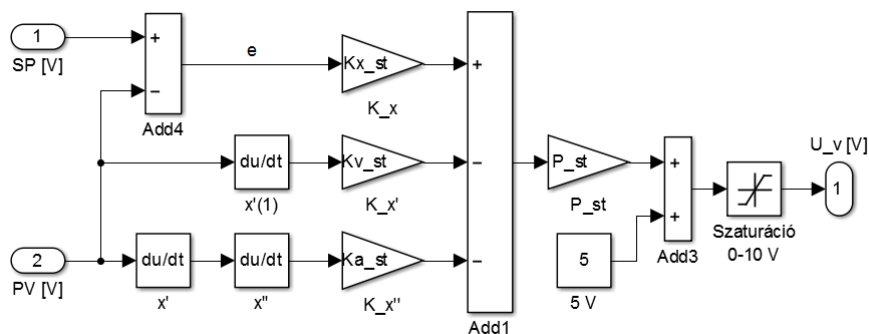 1
SP [V]
+
−
Add4
e
Kx_st
K_x
du/dt
x'(1)
Kv_st
K_x'
2
PV [V]
du/dt
x'
du/dt
x''
Ka_st
K_x''
+
−
−
Add1
P_st
P_st
5
5 V
+
+
Add3
Szaturáció
0-10 V
U_v [V]
1